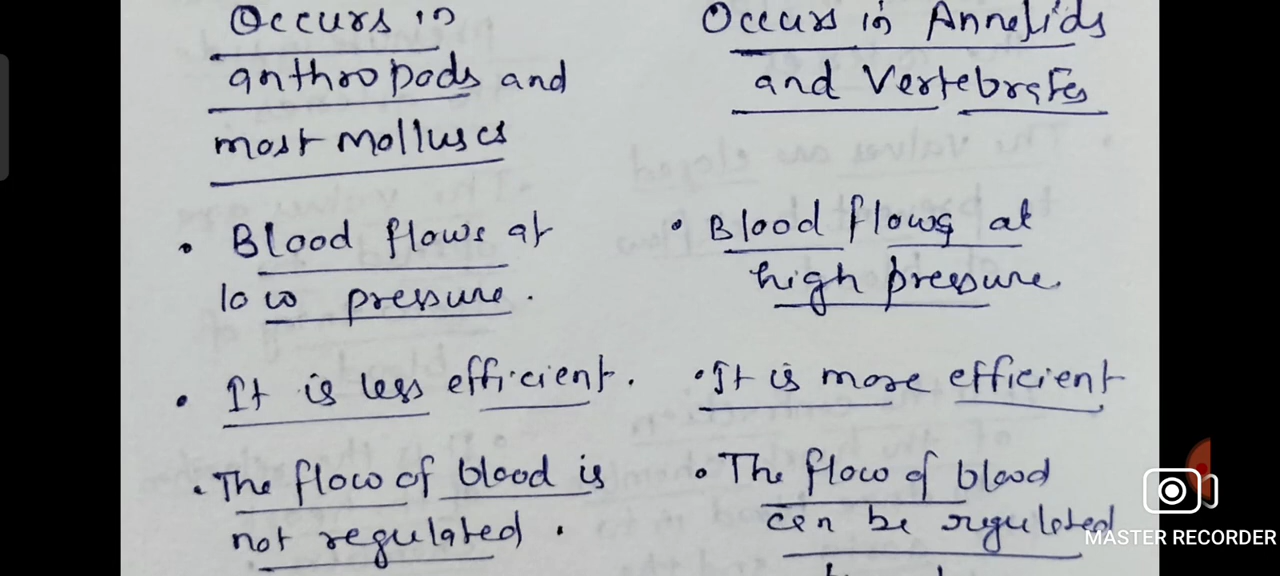 Occurs in
anthropods and
most Molluscs
• Blood flows at
low pressure.
• It is less efficient.
• The flow of blood is
not regulated.
Occurs in Annelids
and Vertebrates
• Blood flows at
high pressure.
• It is more efficient
• The flow of blood
can be regulated
MASTER RECORDER